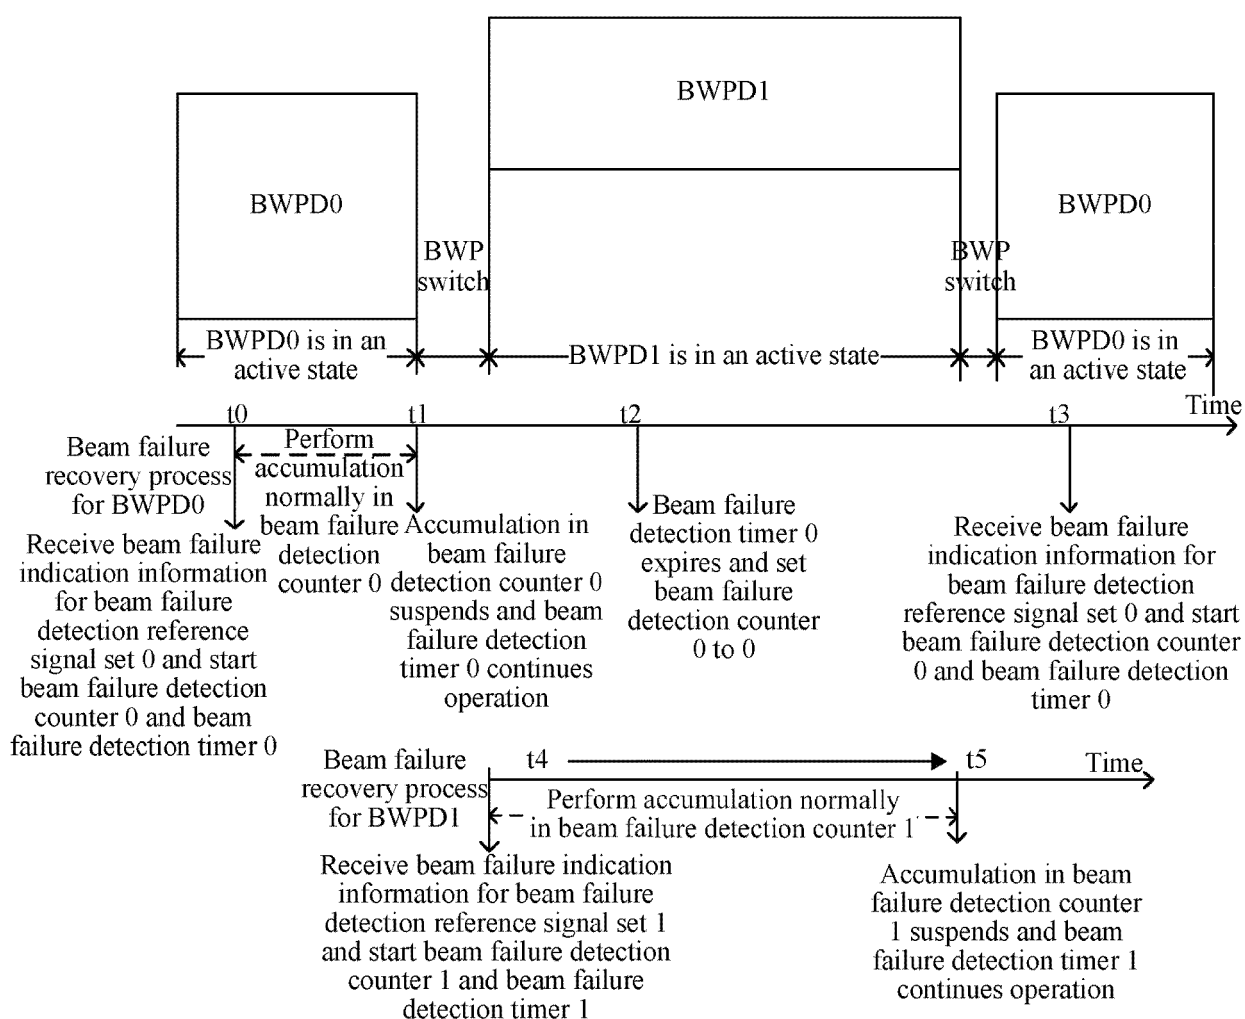 BWPD1
BWPD0
BWPD0
BWP
switch
BWP
switch
BWPD0 is in an
active state
BWPD1 is in an active state
BWPD0 is in
an active state
Time
t0
t1
t2
t3
Beam failure
recovery process
for BWPD0
Perform
accumulation
normally in
beam failure
detection
counter 0
Receive beam failure
indication information
for beam failure
detection reference
signal set 0 and start
beam failure detection
counter 0 and beam
failure detection timer 0
Accumulation in
beam failure
detection counter 0
suspends and beam
failure detection
timer 0 continues
operation
Beam failure
detection timer 0
expires and set
beam failure
detection counter
0 to 0
Receive beam failure
indication information for
beam failure detection
reference signal set 0 and start
beam failure detection counter
0 and beam failure detection
timer 0
Beam failure
recovery process
for BWPD1
t4
t5
Time
Perform accumulation normally
in beam failure detection counter 1
Receive beam failure indication
information for beam failure
detection reference signal set 1
and start beam failure detection
counter 1 and beam failure
detection timer 1
Accumulation in beam
failure detection counter
1 suspends and beam
failure detection timer 1
continues operation